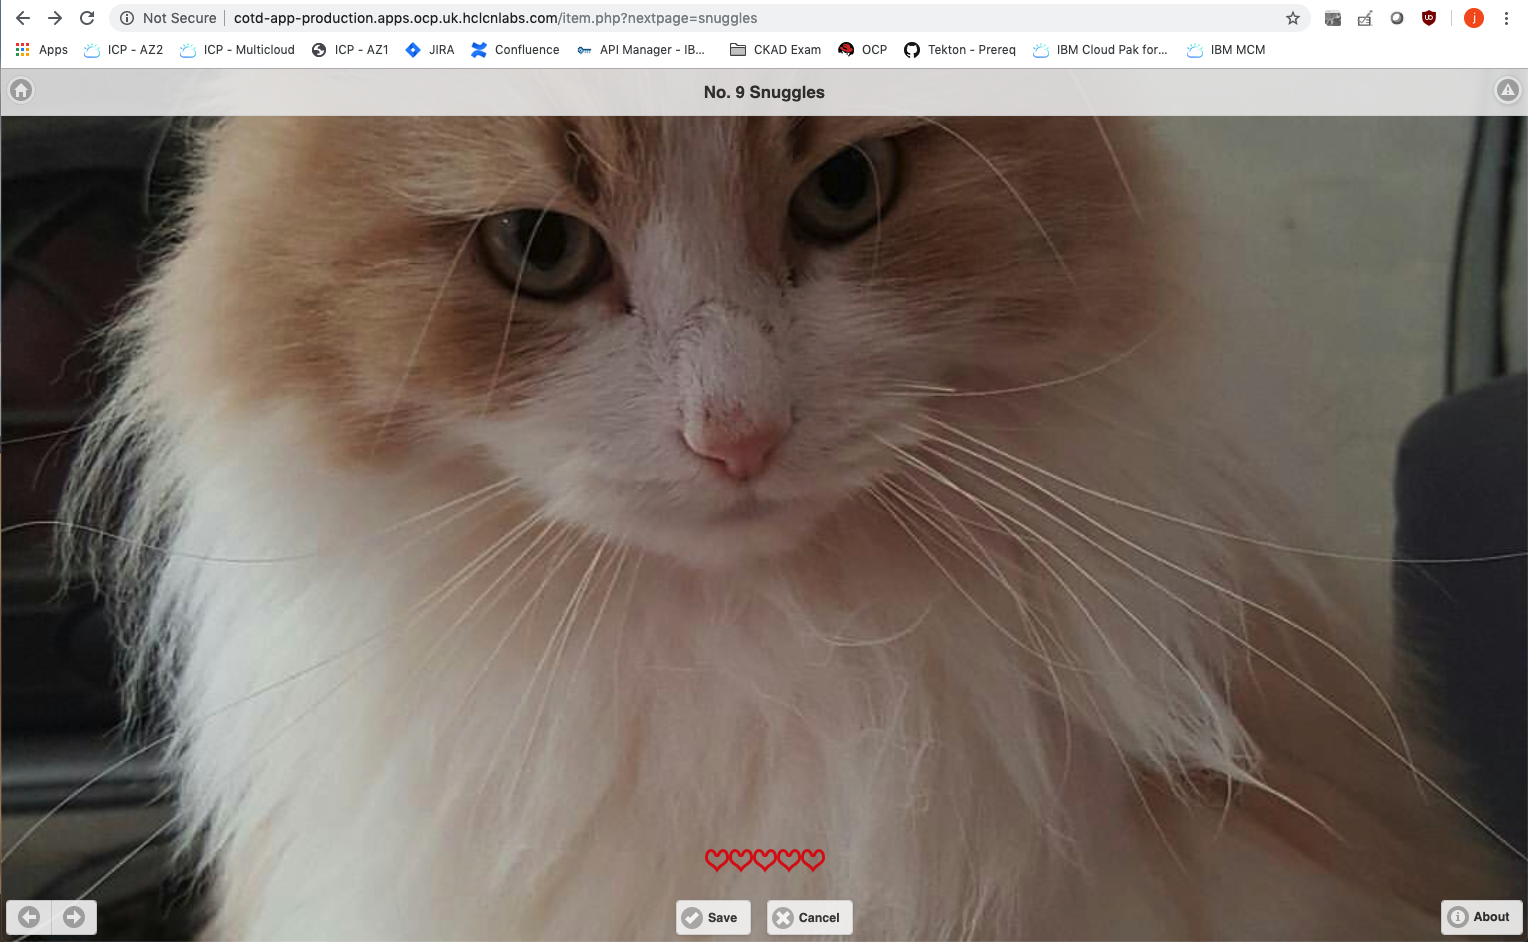 Not Secure cotd-app-production.apps.ocp.uk.hclcnlabs.com/item.php?nextpage=snuggles
Apps ICP - AZ2 ICP - Multicloud ICP - AZ1 JIRA Confluence API Manager - IB... CKAD Exam OCP Tekton - Prereq IBM Cloud Pak for... IBM MCM
No. 9 Snuggles
Save Cancel About